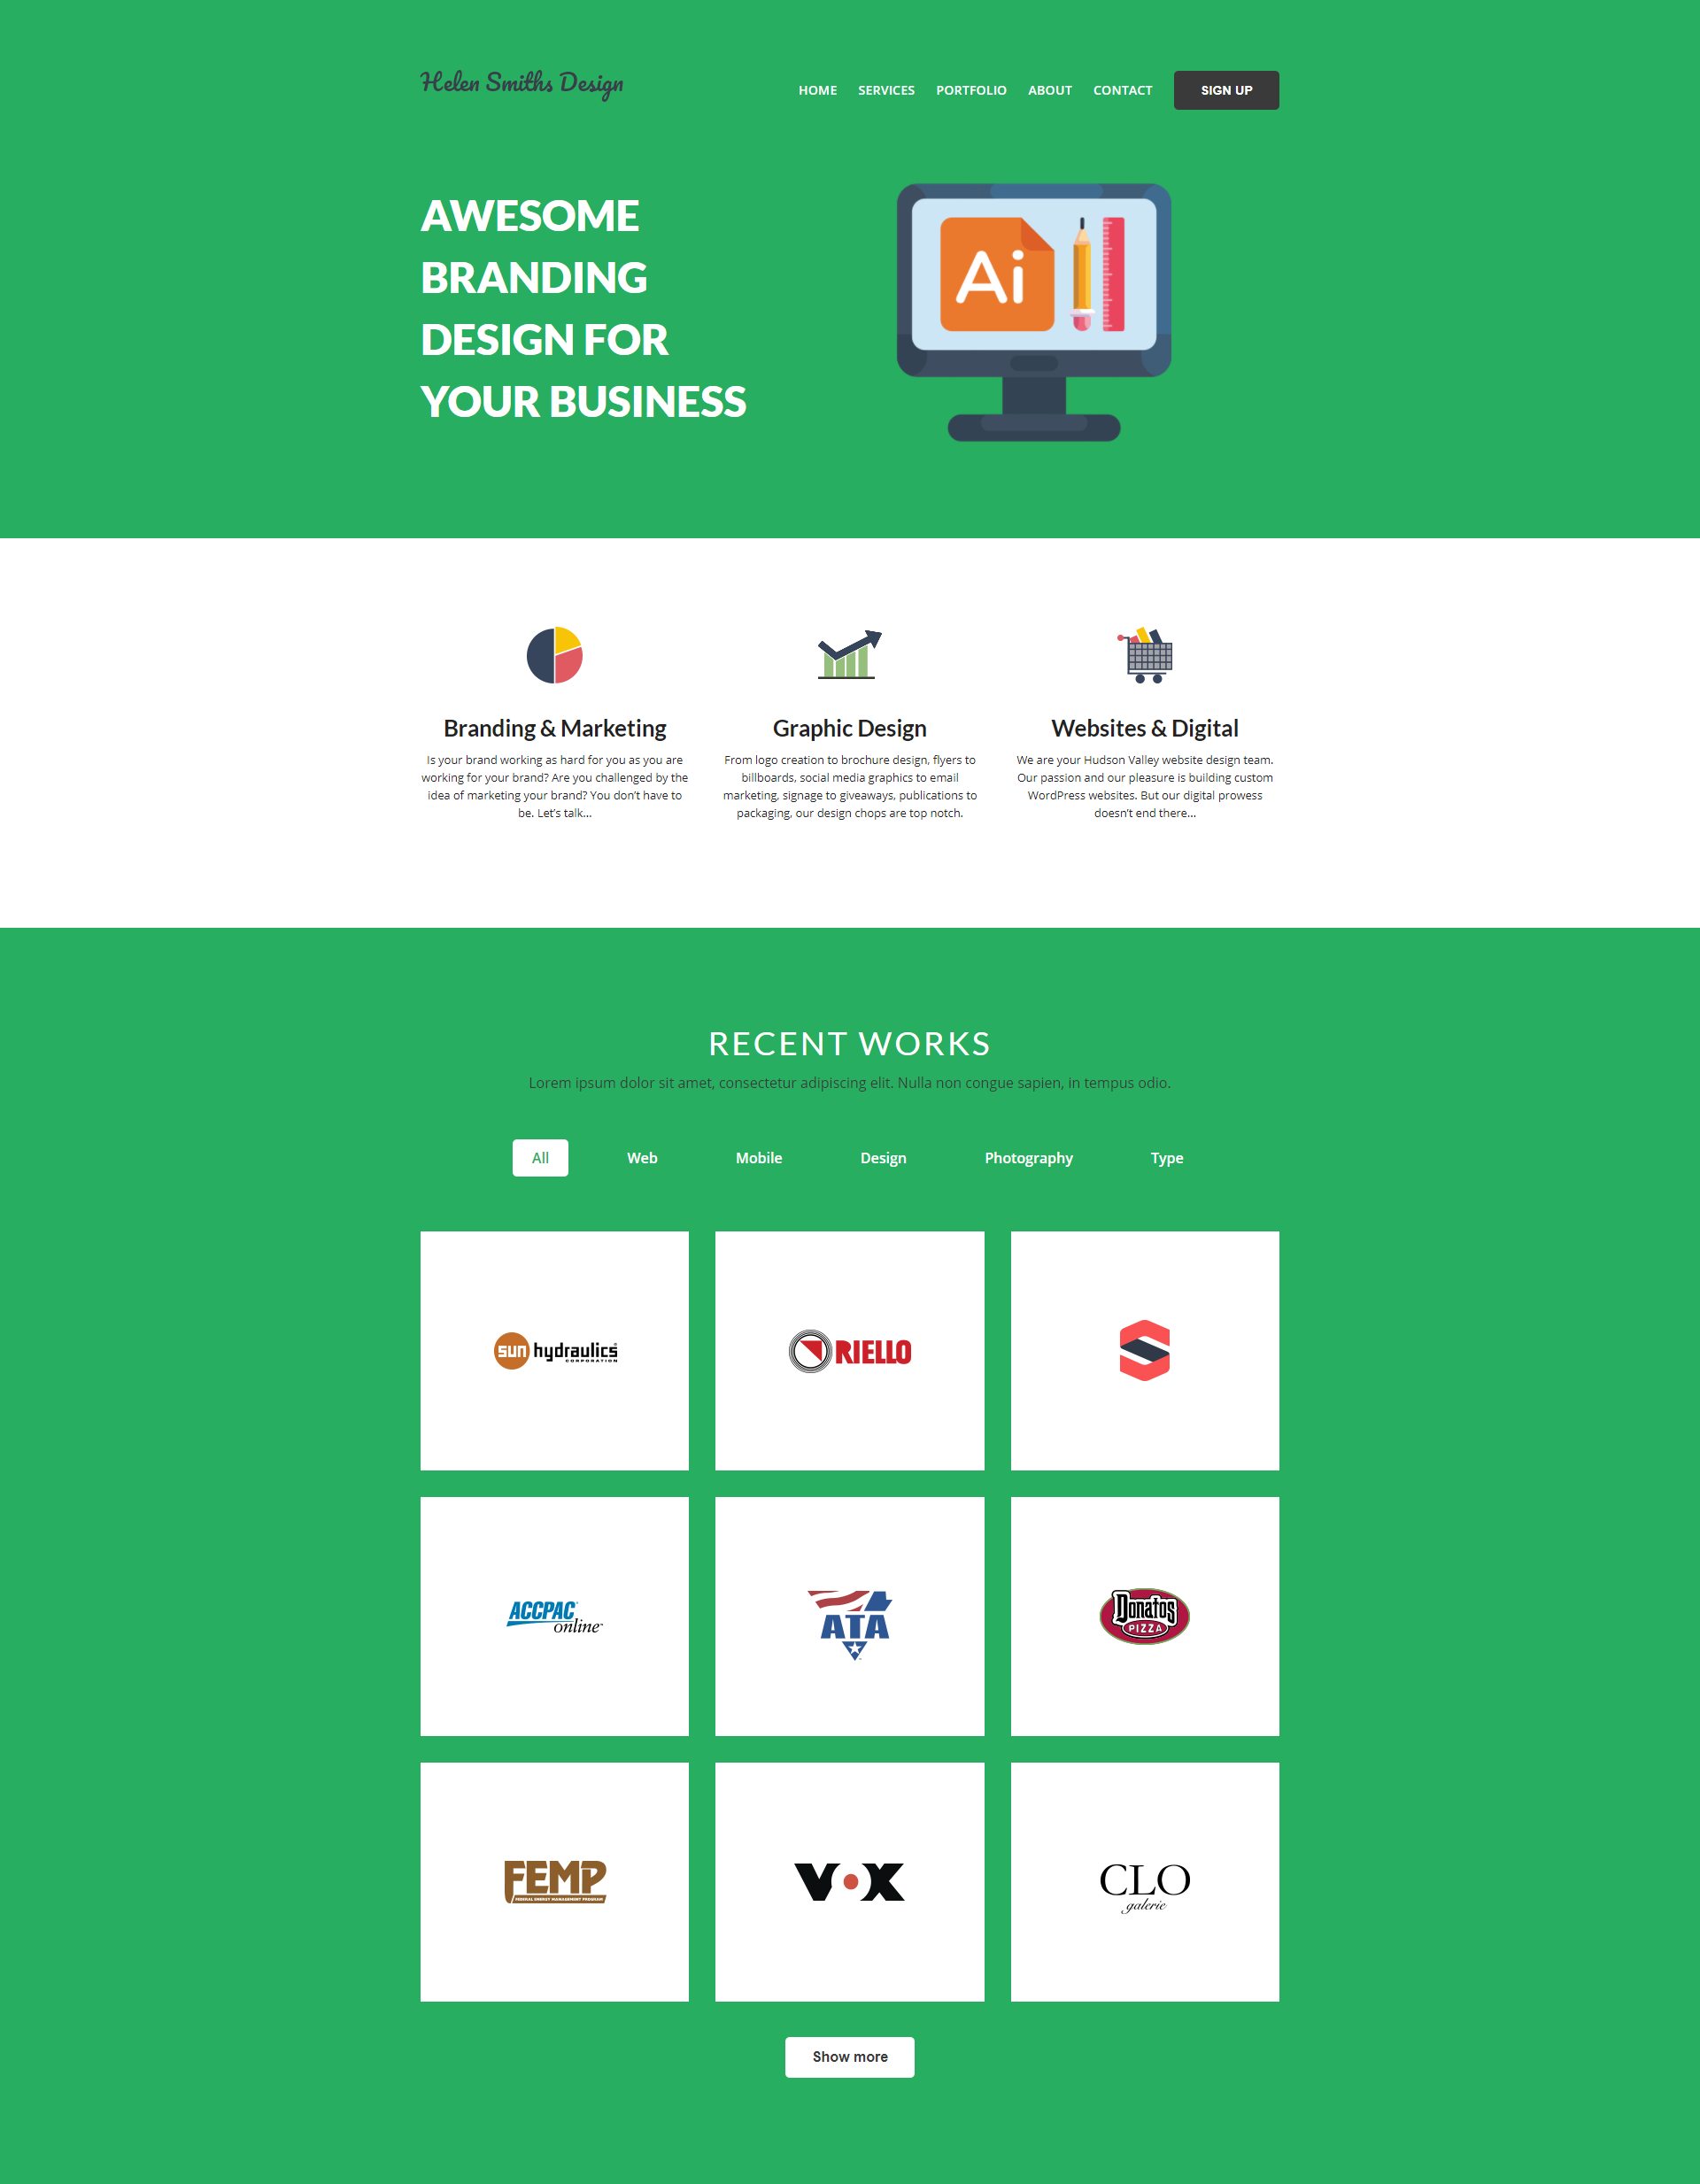 Helen Smiths Design
HOME SERVICES PORTFOLIO ABOUT CONTACT SIGN UP
AWESOME
BRANDING
DESIGN FOR
YOUR BUSINESS
Ai
Branding & Marketing
Is your brand working as hard for you as you are
working for your brand? Are you challenged by the
idea of marketing your brand? You don’t have to
be. Let’s talk…
Graphic Design
From logo creation to brochure design, flyers to
billboards, social media graphics to email
marketing, signage to giveaways, publications to
packaging, our design chops are top notch.
Websites & Digital
We are your Hudson Valley website design team.
Our passion and our pleasure is building custom
WordPress websites. But our digital prowess
doesn’t end there…
RECENT WORKS
Lorem ipsum dolor sit amet, consectetur adipiscing elit. Nulla non congue sapien, in tempus odio.
All Web Mobile Design Photography Type
sun hydraulics
CORPORATION
RIELLO
ACCPAC
online
ATA
Donatos
PIZZA
FEMP
FEDERAL ENERGY MANAGEMENT PROGRAM
VOX
CLO
galerie
Show more